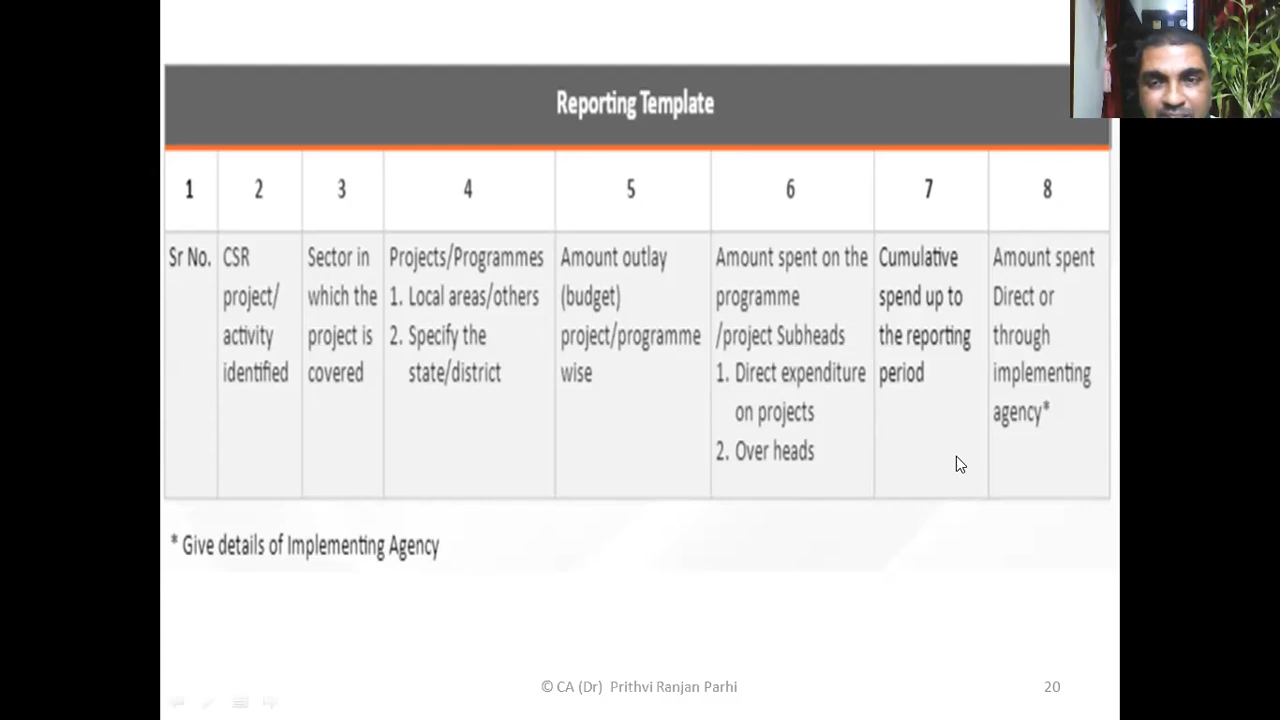 Reporting Template
1 2 3 4 5 6 7 8
Sr No.
CSR
project/
activity
identified
Sector in
which the
project is
covered
Projects/Programmes
1. Local areas/others
2. Specify the
state/district
Amount outlay
(budget)
project/programme
wise
Amount spent on the
programme
/project Subheads
1. Direct expenditure
on projects
2. Over heads
Cumulative
spend up to
the reporting
period
Amount spent
Direct or
through
implementing
agency*
* Give details of Implementing Agency
© CA (Dr) Prithvi Ranjan Parhi
20